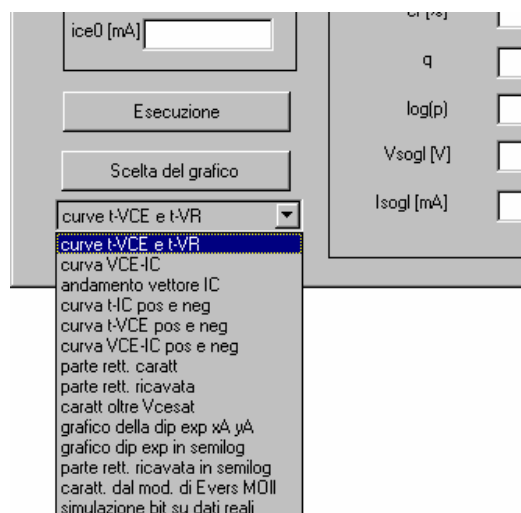 ice0 [mA]
Esecuzione
Scelta del grafico
curve t-VCE e t-VR
curve t-VCE e t-VR
curva VCE-IC
andamento vettore IC
curva t-IC pos e neg
curva t-VCE pos e neg
curva VCE-IC pos e neg
parte rett. caratt
parte rett. ricavata
caratt oltre Vcesat
grafico della dip exp xA yA
grafico dip exp in semilog
parte rett. ricavata in semilog
caratt. dal mod. di Evers MOll
simulazione bit su dati reali
[%]
q
log(p)
Vsogl [V]
Isogl [mA]